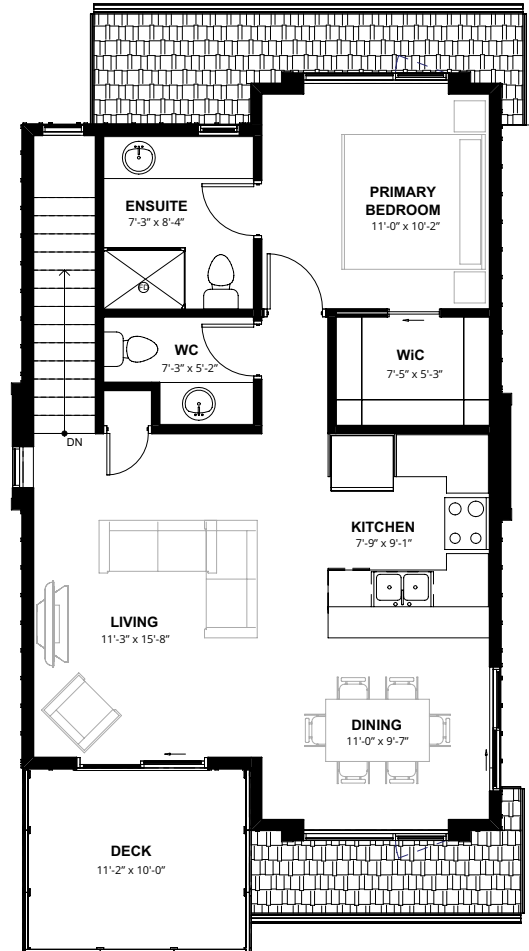 ENSUITE
7'-3” x 8'-4”
PRIMARY
BEDROOM
11'-0” x 10'-2”
FD
WC
7'-3” x 5'-2”
WiC
7'-5” x 5'-3”
DN
KITCHEN
7'-9” x 9'-1”
LIVING
11'-3” x 15'-8”
DINING
11'-0” x 9'-7”
DECK
11'-2” x 10'-0”